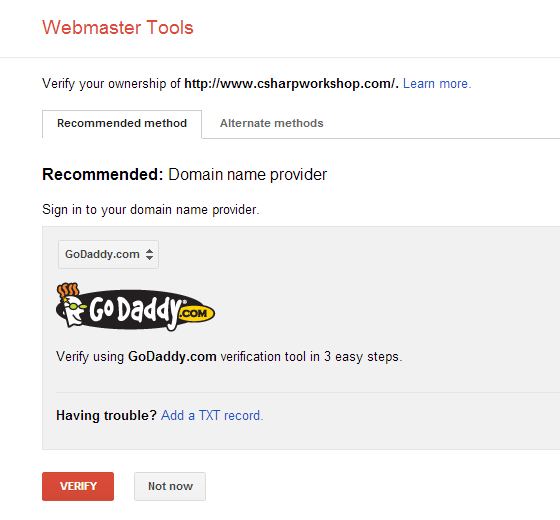 Webmaster Tools
Verify your ownership of http://www.csharpworkshop.com/. Learn more.
Recommended method Alternate methods
Recommended: Domain name provider
Sign in to your domain name provider.
GoDaddy.com
Go Daddy .COM
Verify using GoDaddy.com verification tool in 3 easy steps.
Having trouble? Add a TXT record.
VERIFY Not now